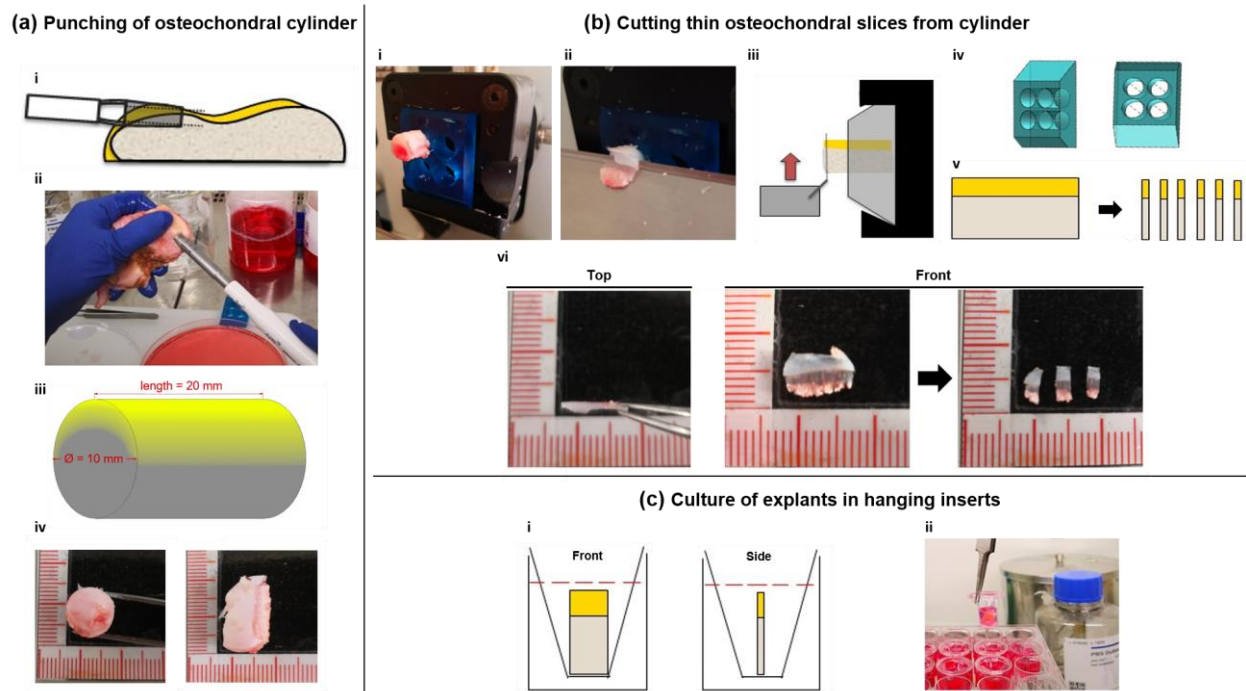 (a) Punching of osteochondral cylinder
i
ii
iii
length = 20 mm
Ø = 10 mm
iv
(b) Cutting thin osteochondral slices from cylinder
i
ii
iii
iv
v
vi
Top
Front
(c) Culture of explants in hanging inserts
i
Front
Side
ii